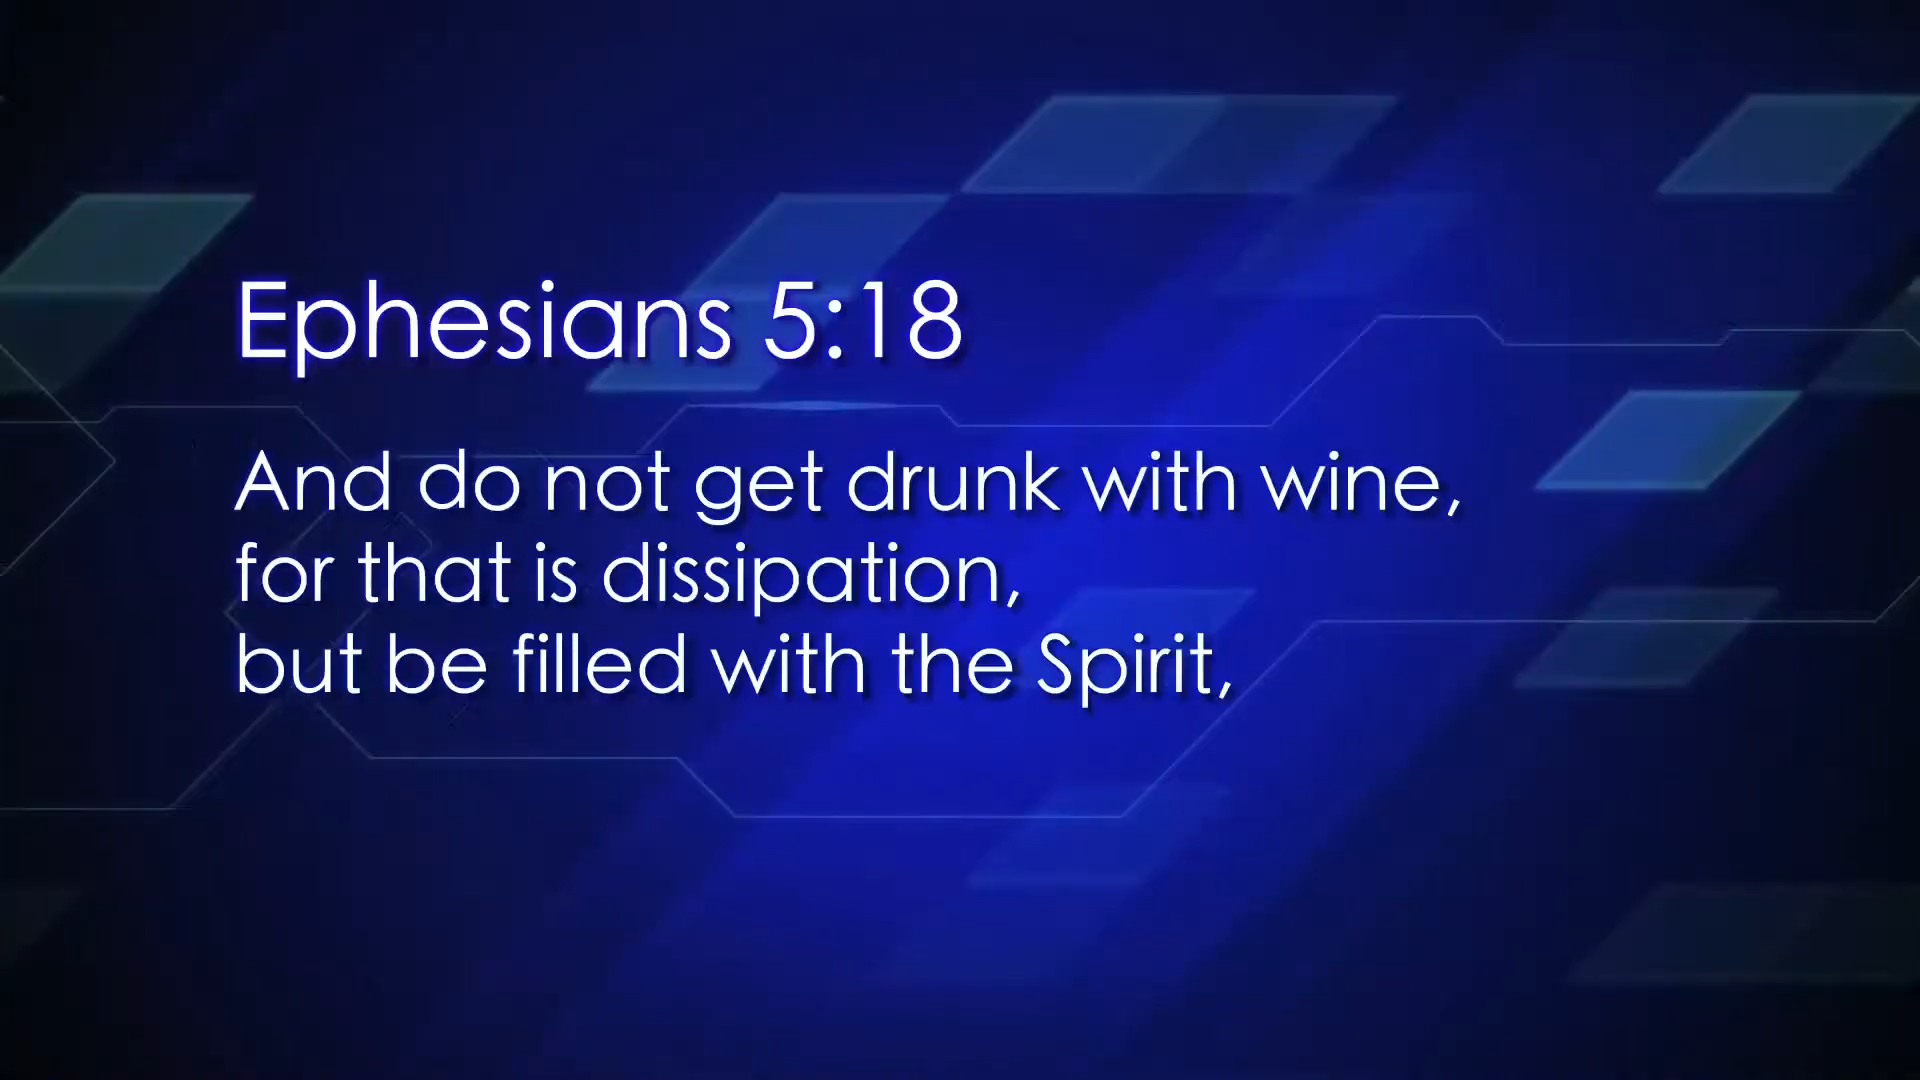 Ephesians 5:18
And do not get drunk with wine,
for that is dissipation,
but be filled with the Spirit,